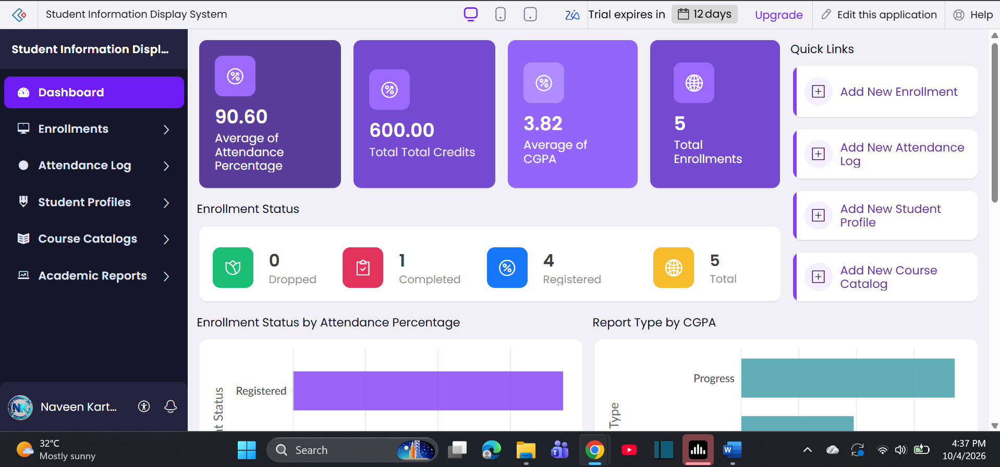 Student Information Display System
Zia
Trial expires in
12 days
Upgrade
Edit this application
Help
Student Information Displ...
Dashboard
Enrollments
Attendance Log
Student Profiles
Course Catalogs
Academic Reports
NK
Naveen Kart...
90.60
Average of
Attendance
Percentage
600.00
Total Total Credits
3.82
Average of
CGPA
5
Total
Enrollments
Quick Links
Add New Enrollment
Add New Attendance
Log
Add New Student
Profile
Add New Course
Catalog
Enrollment Status
0
Dropped
1
Completed
4
Registered
5
Total
Enrollment Status by Attendance Percentage
Registered
nt Status
Report Type by CGPA
Progress
Type
32°C
Mostly sunny
Search
4:37 PM
10/4/2026